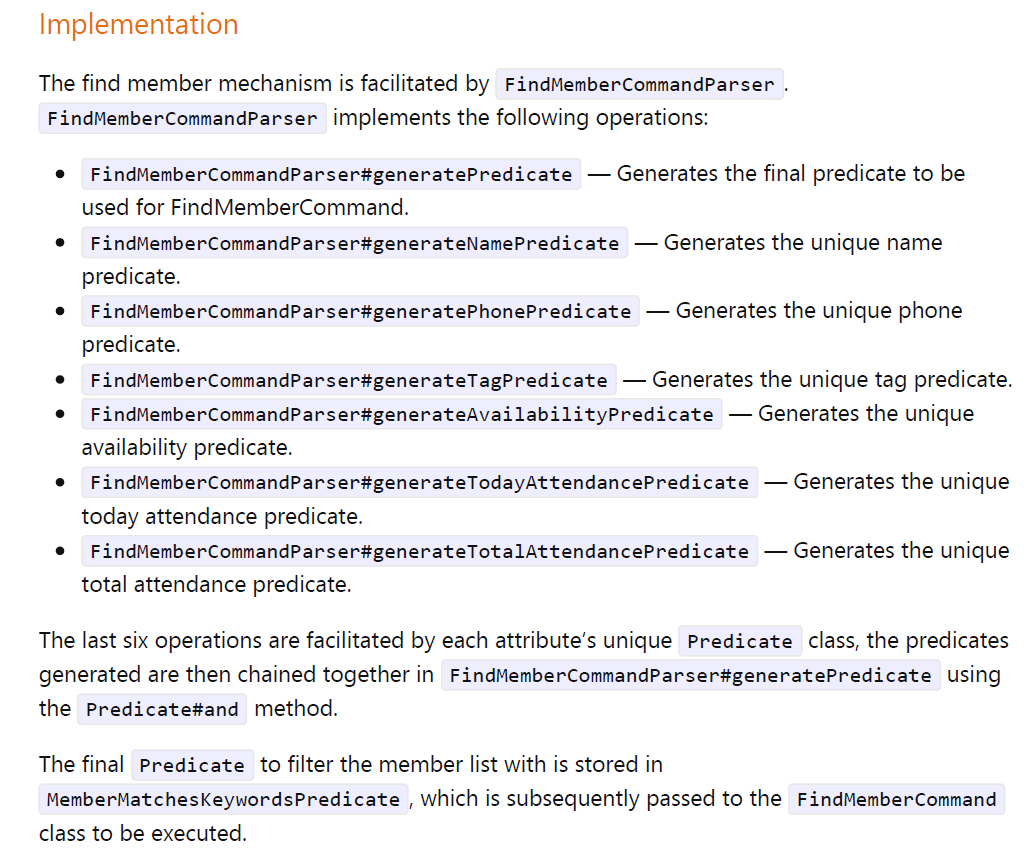 Implementation
The find member mechanism is facilitated by FindMemberCommandParser.
FindMemberCommandParser implements the following operations:
• FindMemberCommandParser#generatePredicate — Generates the final predicate to be
used for FindMemberCommand.
• FindMemberCommandParser#generateNamePredicate — Generates the unique name
predicate.
• FindMemberCommandParser#generatePhonePredicate — Generates the unique phone
predicate.
• FindMemberCommandParser#generateTagPredicate — Generates the unique tag predicate.
• FindMemberCommandParser#generateAvailabilityPredicate — Generates the unique
availability predicate.
• FindMemberCommandParser#generateTodayAttendancePredicate — Generates the unique
today attendance predicate.
• FindMemberCommandParser#generateTotalAttendancePredicate — Generates the unique
total attendance predicate.
The last six operations are facilitated by each attribute‘s unique Predicate class, the predicates
generated are then chained together in FindMemberCommandParser#generatePredicate using
the Predicate#and method.
The final Predicate to filter the member list with is stored in
MemberMatchesKeywordsPredicate, which is subsequently passed to the FindMemberCommand
class to be executed.